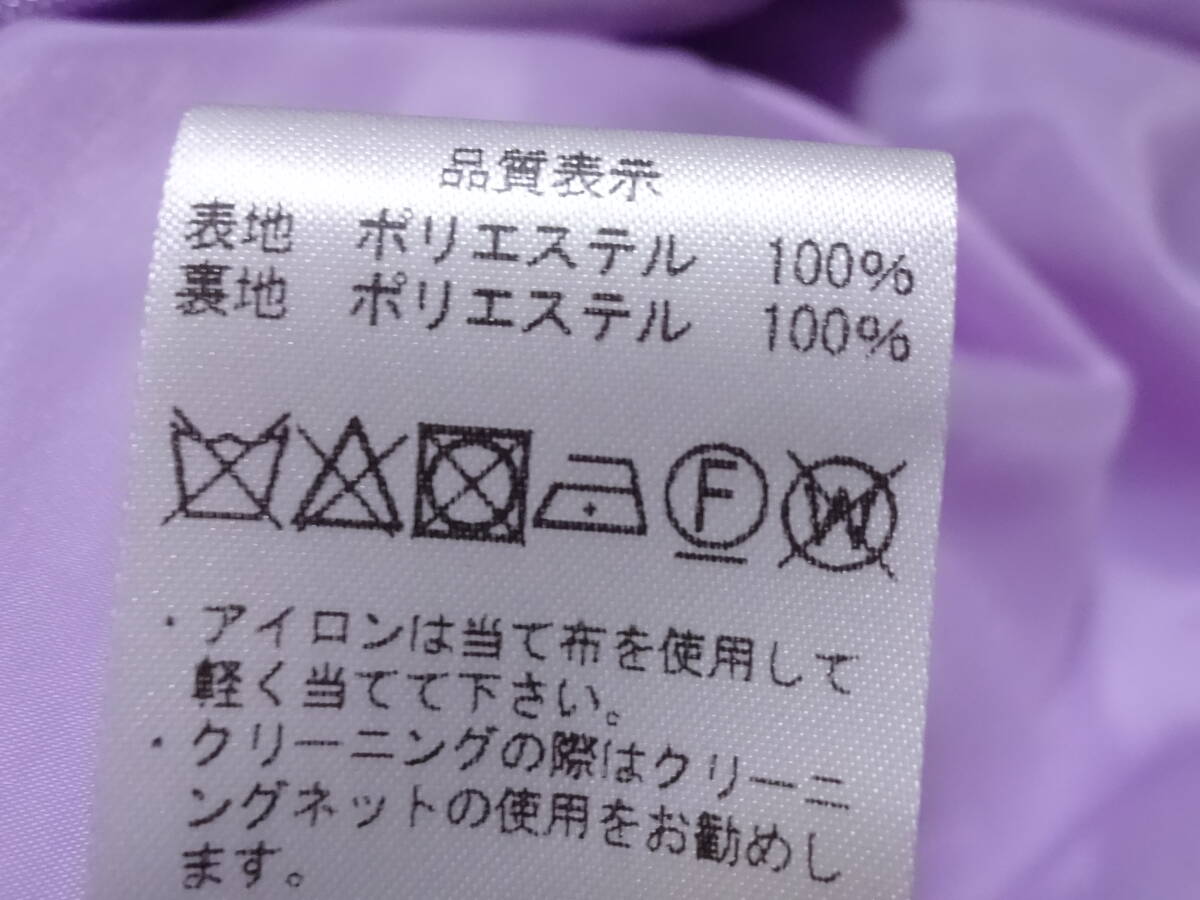 品質表示
表地 ポリエステル 100%
裏地 ポリエステル 100%
F W
・アイロンは当て布を使用して
軽く当てて下さい。
・クリーニングの際はクリーニ
ングネットの使用をお勧めし
ます。